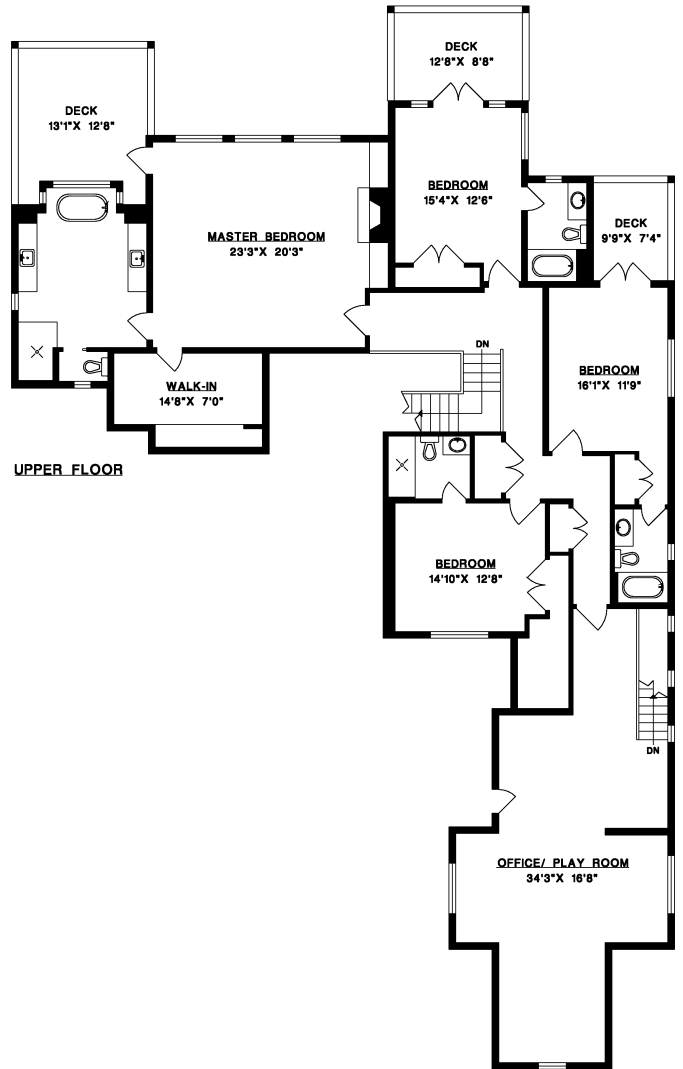 DECK
12'8"X 8'8"
DECK
13'1"X 12'8"
BEDROOM
15'4"X 12'6"
DECK
9'9"X 7'4"
MASTER BEDROOM
23'3"X 20'3"
DN
BEDROOM
16'1"X 11'9"
WALK-IN
14'8"X 7'0"
UPPER FLOOR
BEDROOM
14'10"X 12'8"
DN
OFFICE/ PLAY ROOM
34'3"X 16'8"